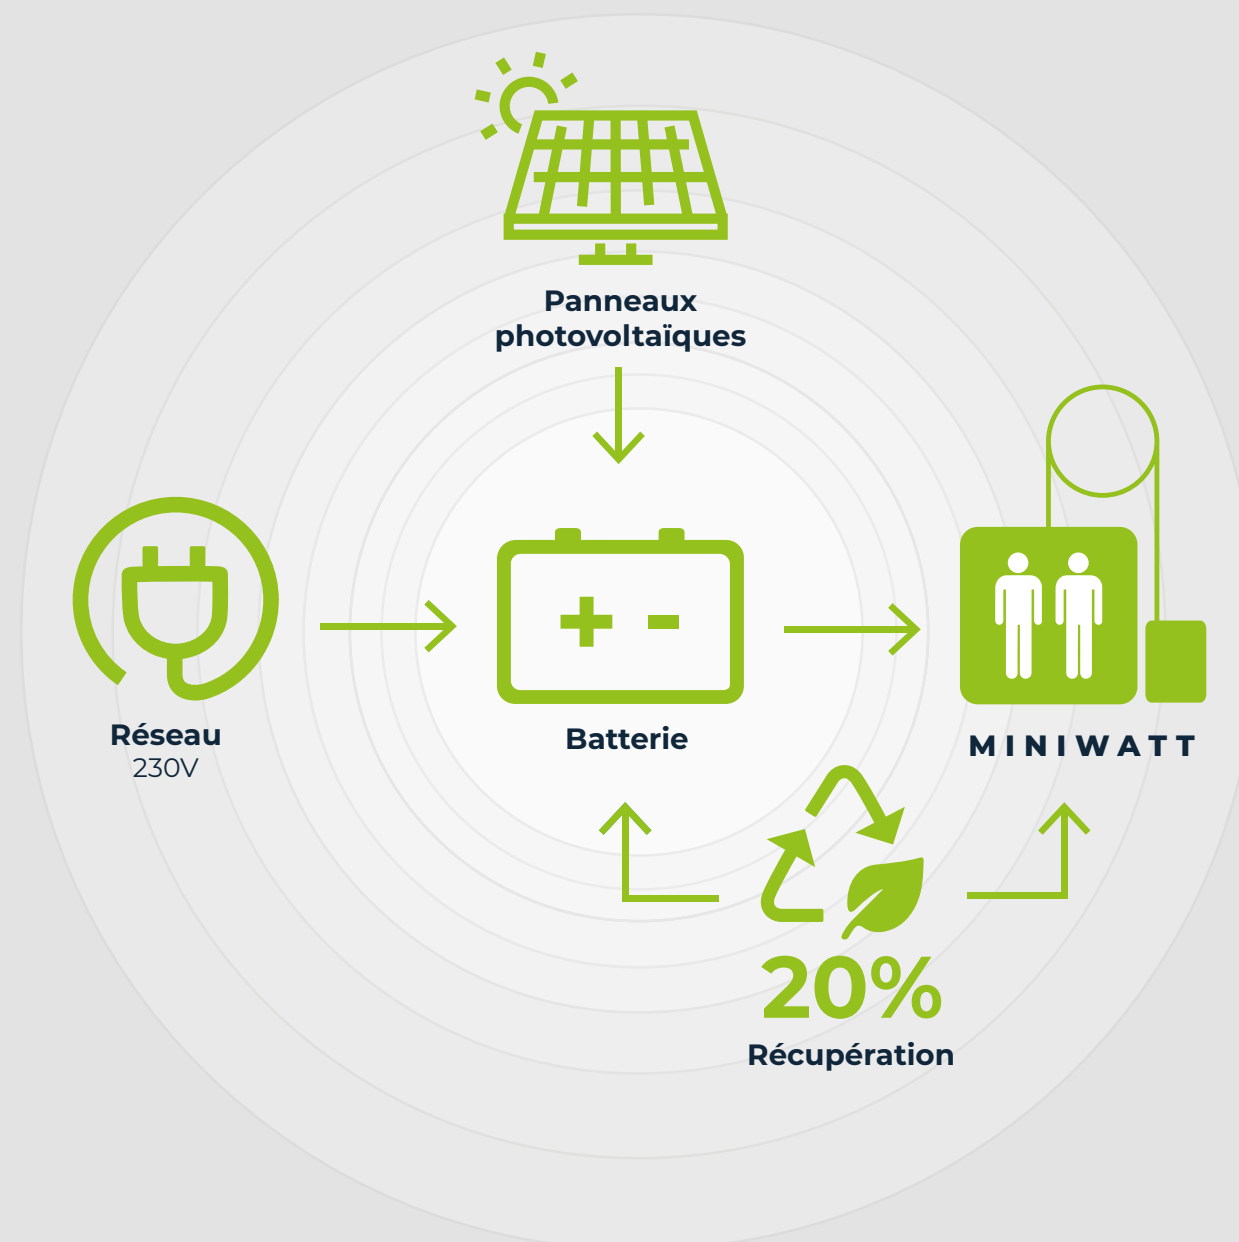 Panneaux
photovoltaïques
Réseau
230V
Batterie
MINIWATT
20%
Récupération